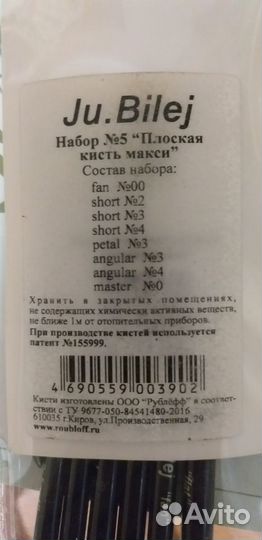 Ju.Bilej
Набор №5 “Плоская
кисть макси”
Состав набора:
fan №00
short №2
short №3
short №4
petal №3
angular №3
angular №4
master №0
Хранить в закрытых помещениях,
не содержащих химически активных веществ,
не ближе 1м от отопительных приборов.
При производстве кистей используется
патент №155999.
4 690559 003902
Кисти изготовлены ООО “Рублёфф” в соответ-
ствии с ТУ 9677-050-84541480-2016
610035 г.Киров, ул.Производственная, 29
www.roubloff.ru
Avito